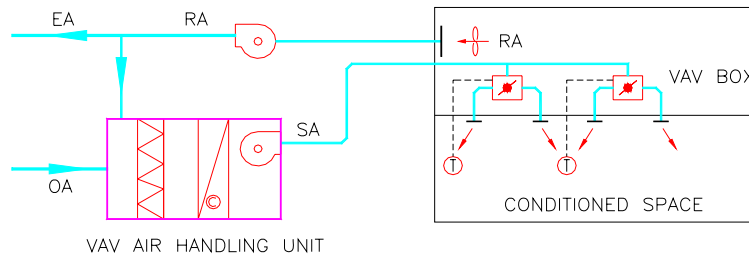 EA
RA
RA
VAV BOX
SA
OA
C
T
T
CONDITIONED SPACE
VAV AIR HANDLING UNIT